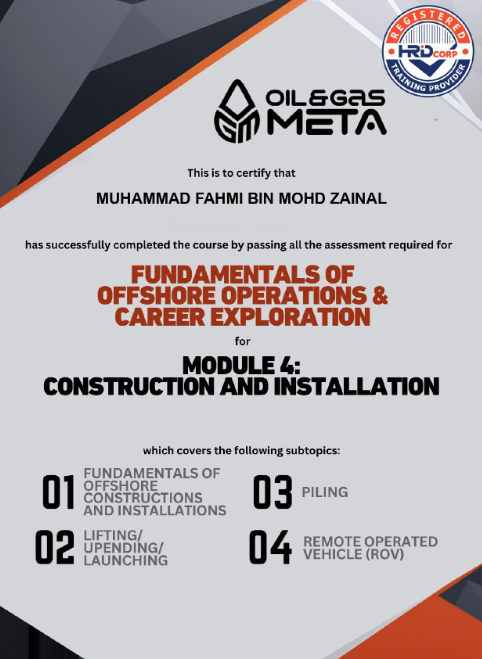 REGISTERED
HRD CORP
TRAINING PROVIDER
OIL & GAS
META
This is to certify that
MUHAMMAD FAHMI BIN MOHD ZAINAL
has successfully completed the course by passing all the assessment required for
FUNDAMENTALS OF
OFFSHORE OPERATIONS &
CAREER EXPLORATION
for
MODULE 4:
CONSTRUCTION AND INSTALLATION
which covers the following subtopics:
01
FUNDAMENTALS OF
OFFSHORE
CONSTRUCTIONS
AND INSTALLATIONS
03
PILING
02
LIFTING/
UPENDING/
LAUNCHING
04
REMOTE OPERATED
VEHICLE (ROV)